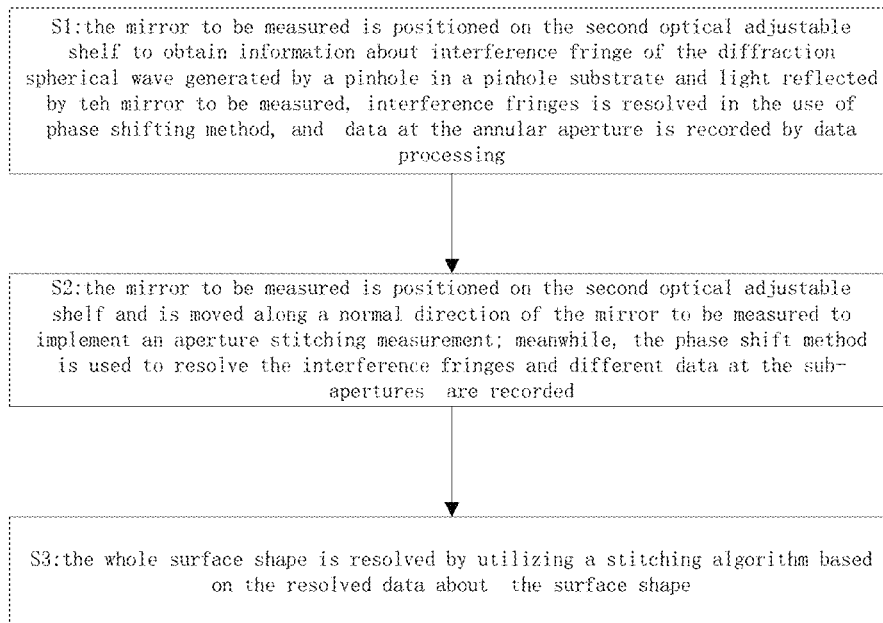 S1:the mirror to be measured is positioned on the second optical adjustable
shelf to obtain information about interference fringe of the diffraction
spherical wave generated by a pinhole in a pinhole substrate and light reflected
by teh mirror to be measured, interference fringes is resolved in the use of
phase shifting method, and data at the annular aperture is recorded by data
processing
S2:the mirror to be measured is positioned on the second optical adjustable
shelf and is moved along a normal direction of the mirror to be measured to
implement an aperture stitching measurement; meanwhile, the phase shift method
is used to resolve the interference fringes and different data at the sub-
apertures are recorded
S3:the whole surface shape is resolved by utilizing a stitching algorithm based
on the resolved data about the surface shape